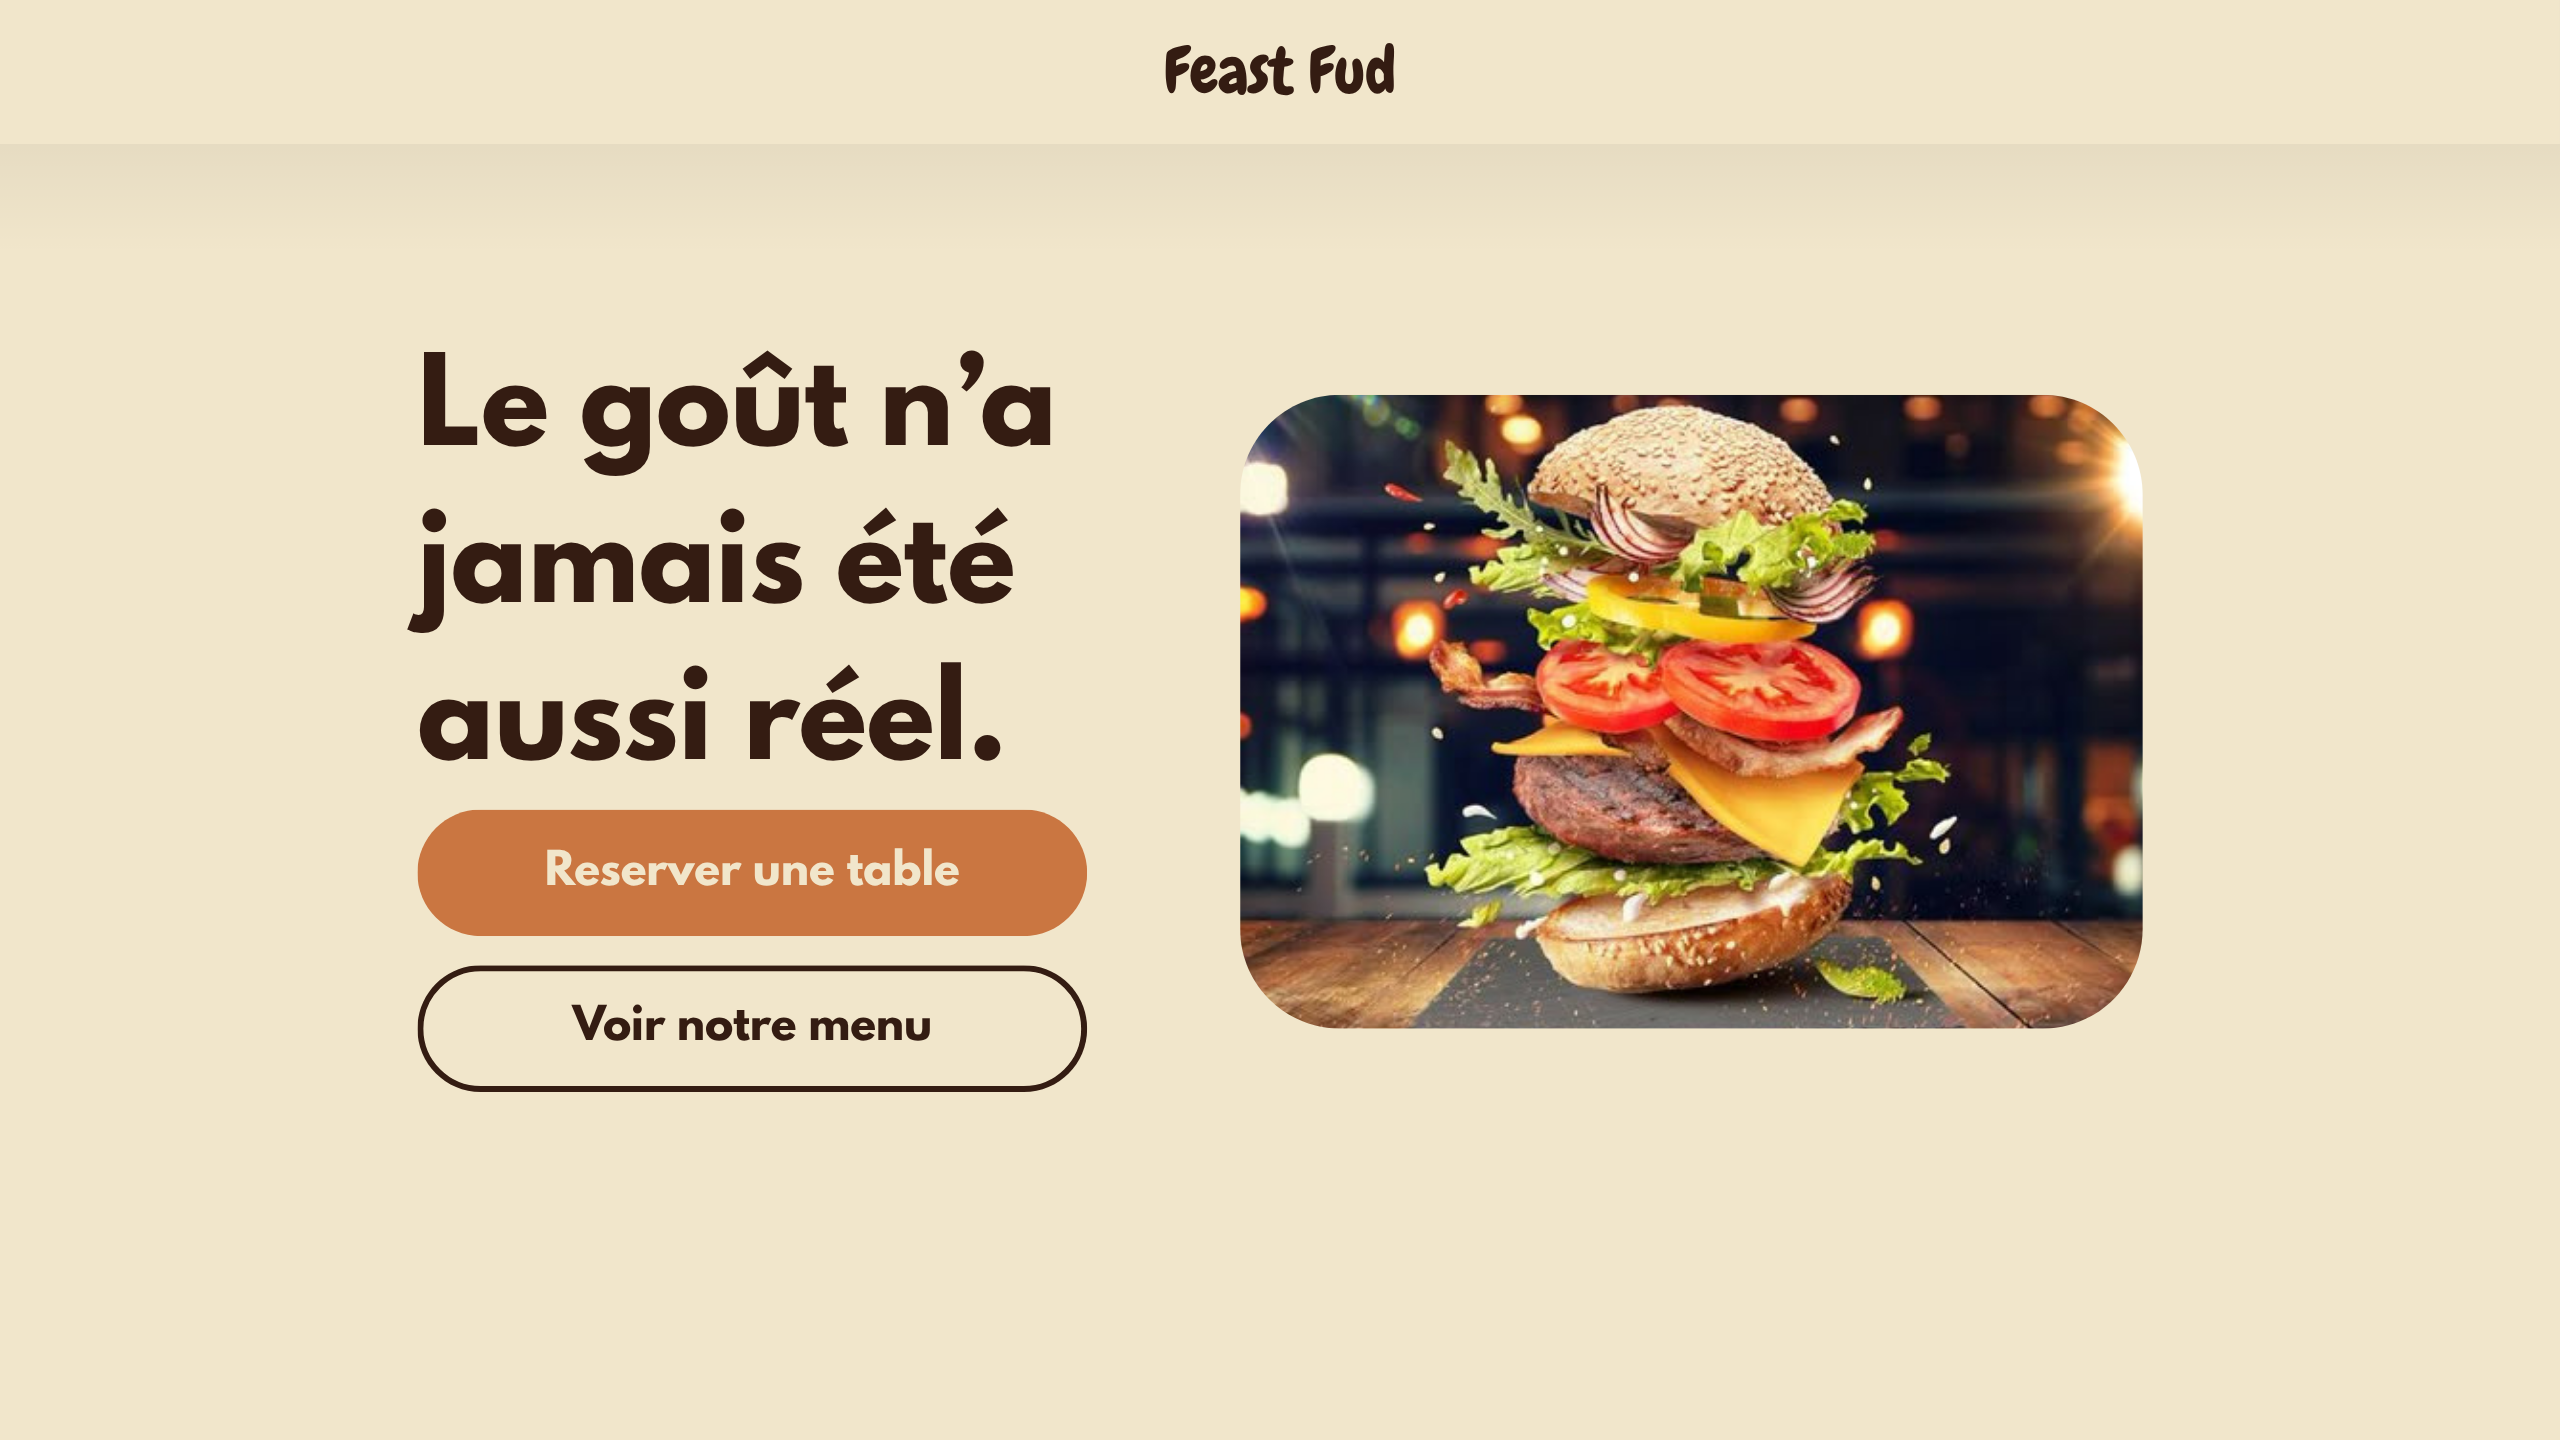 Feast Fud
Le goût n’a
jamais été
aussi réel.
Reserver une table
Voir notre menu